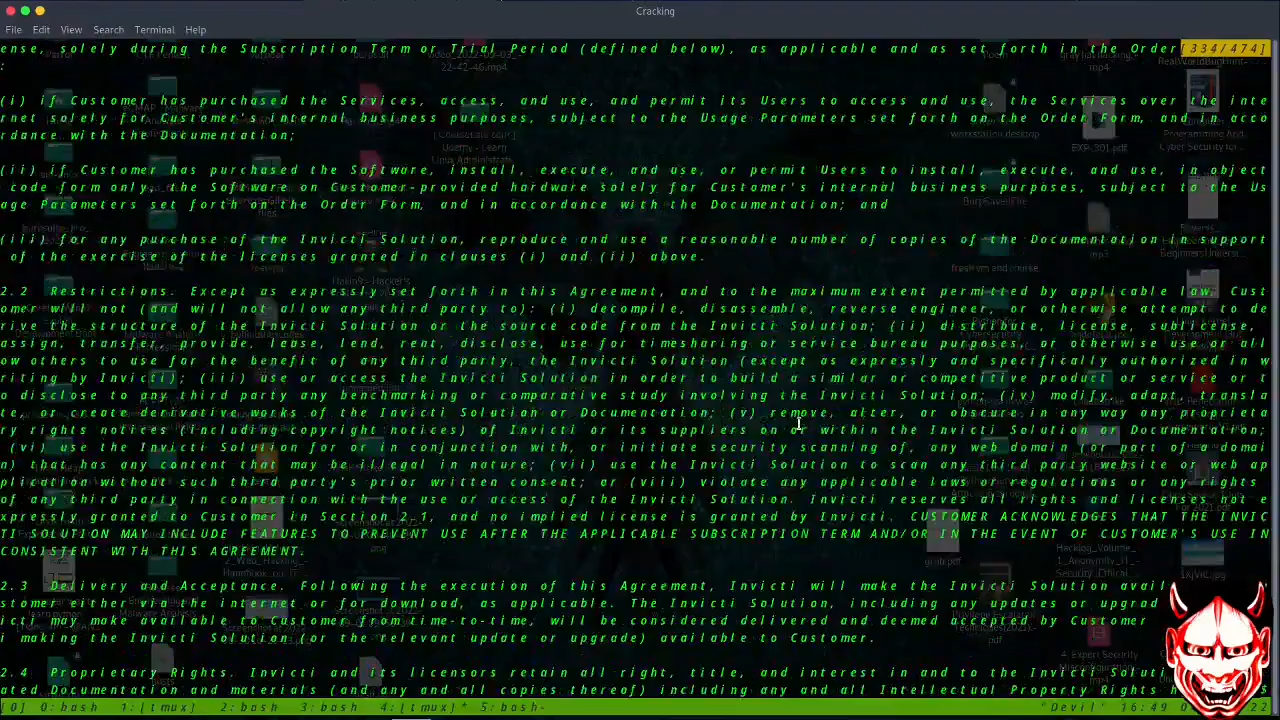 Cracking
File Edit View Search Terminal Help
ense, solely during the Subscription Term or Trial Period (defined below), as applicable and as set forth in the Order [334/474]
:
(i) if Customer has purchased the Services, access, and use, and permit its Users to access and use, the Services over the inte
rnet solely for Customer's internal business purposes, subject to the Usage Parameters set forth on the Order Form, and in acco
rdance with the Documentation;
(ii) if Customer has purchased the Software, install, execute, and use, or permit Users to install, execute, and use, in object
code form only, the Software on Customer-provided hardware solely for Customer's internal business purposes, subject to the Us
age Parameters set forth on the Order Form, and in accordance with the Documentation; and
(iii) for any purchase of the Invicti Solution, reproduce and use a reasonable number of copies of the Documentation in support
of the exercise of the licenses granted in clauses (i) and (ii) above.
2.2 Restrictions. Except as expressly set forth in this Agreement, and to the maximum extent permitted by applicable law, Cust
omer will not and will not allow any third party to: (i) decompile, disassemble, reverse engineer or otherwise attempt to de
rive the structure of the Invicti Solution or the source code from the Invicti Solution; (ii) distribute, license, sublicense,
assign, transfer, provide, lease, lend, rent, disclose, use for timesharing or service bureau purposes, or otherwise use or all
ow others to use for the benefit of any third party, the Invicti Solution (except as expressly and specifically authorized in w
riting by Invicti); (iii) use or access the Invicti Solution in order to build a similar or competitive product or service or t
o disclose to any third party any benchmarking or comparative study involving the Invicti Solution; (iv) modify, adapt, transla
te, or create derivative works of the Invicti Solution or Documentation; (v) remove, alter, or obscure in any way any proprieta
ry rights notices (including copyright notices) of Invicti or its suppliers on or within the Invicti Solution or Documentation;
(vi) use the Invicti Solution for or in conjunction with, or initiate security scanning of, any web domain (or part of a domai
n) that has any content that may be illegal in nature; (vii) use the Invicti Solution to scan any third party website or web ap
plication without such third party's prior written consent; or (viii) violate any applicable laws or regulations or any rights
of any third party in connection with the use or access of the Invicti Solution. Invicti reserves all rights and licenses not e
xpressly granted to Customer in Section 2.1, and no implied license is granted by Invicti. CUSTOMER ACKNOWLEDGES THAT THE INVIC
TI SOLUTION MAY INCLUDE FEATURES TO PREVENT USE AFTER THE APPLICABLE SUBSCRIPTION TERM AND/OR IN THE EVENT OF CUSTOMER'S USE IN
CONSISTENT WITH THIS AGREEMENT.
2.3 Delivery and Acceptance. Following the execution of this Agreement, Invicti will make the Invicti Solution avail
stomer either via the internet or for download, as applicable. The Invicti Solution, including any updates or upgrad
icti may make available to Customer from time-to-time, will be considered delivered and deemed accepted by Customer
i making the Invicti Solution (or the relevant update or upgrade) available to Customer.
2.4 Proprietary Rights. Invicti and its licensors retain all right, title, and interest in and to the Invicti Solut
ated Documentation and materials (and any and all copies thereof) including any and all Intellectual Property Rights
[0] 0:bash 1:[tmux] 2:bash 3:bash 4:[tmux]* 5:bash- "Devil" 16:49